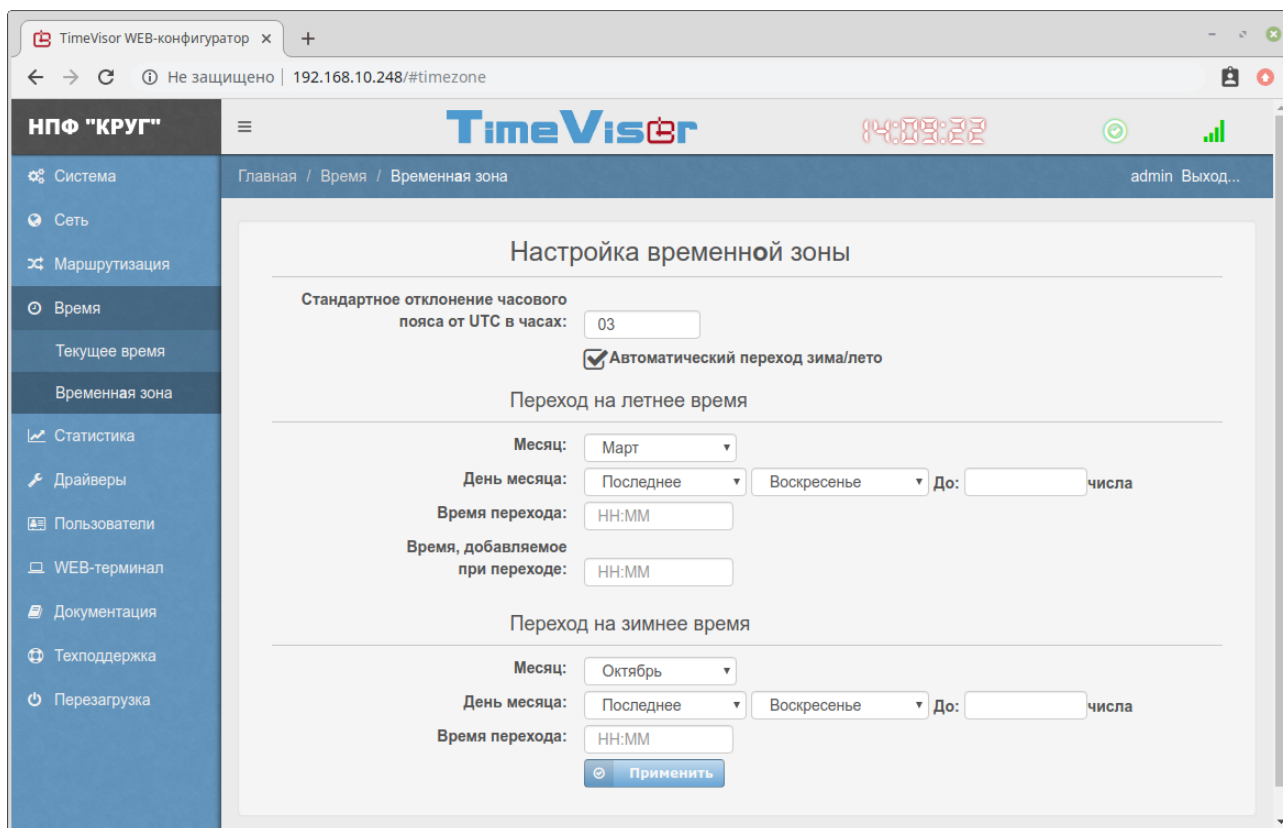 TimeVisor WEB-конфигуратор
Не защищено 192.168.10.248/#timezone
НПФ "КРУГ"
TimeVisor
14:09:22
Система
Главная / Время / Временная зона
admin Выход...
Сеть
Маршрутизация
Время
Текущее время
Временная зона
Статистика
Драйверы
Пользователи
WEB-терминал
Документация
Техподдержка
Перезагрузка
Настройка временной зоны
Стандартное отклонение часового
пояса от UTC в часах: 03
Автоматический переход зима/лето
Переход на летнее время
Месяц: Март
День месяца: Последнее Воскресенье До: числа
Время перехода: HH:MM
Время, добавляемое
при переходе: HH:MM
Переход на зимнее время
Месяц: Октябрь
День месяца: Последнее Воскресенье До: числа
Время перехода: HH:MM
Применить